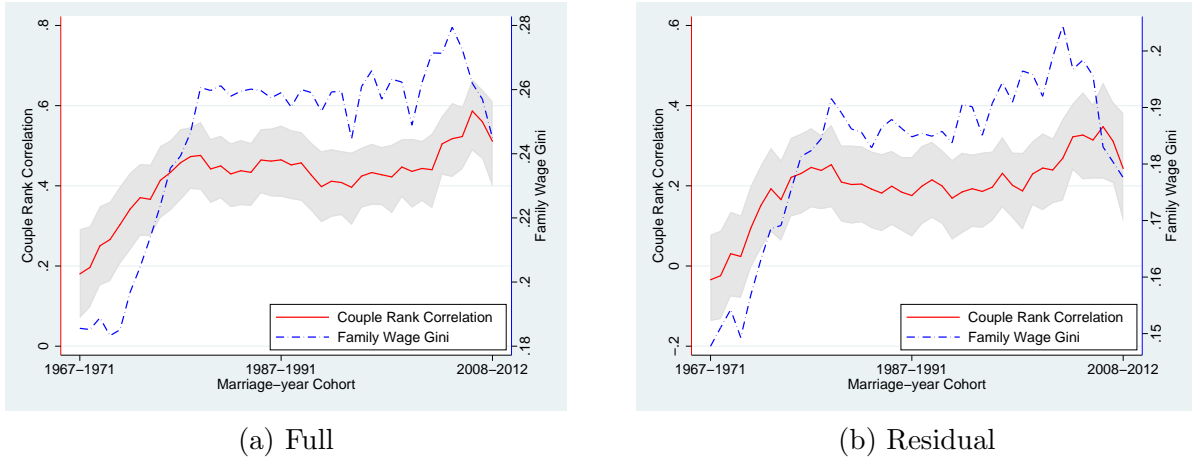 Couple Rank Correlation
0
.2
.4
.6
.8
Family Wage Gini
.18
.2
.22
.24
.26
.28
Couple Rank Correlation
Family Wage Gini
1967−1971
1987−1991
2008−2012
Marriage−year Cohort
(a) Full
Couple Rank Correlation
−.2
0
.2
.4
.6
Family Wage Gini
.15
.16
.17
.18
.19
.2
Couple Rank Correlation
Family Wage Gini
1967−1971
1987−1991
2008−2012
Marriage−year Cohort
(b) Residual